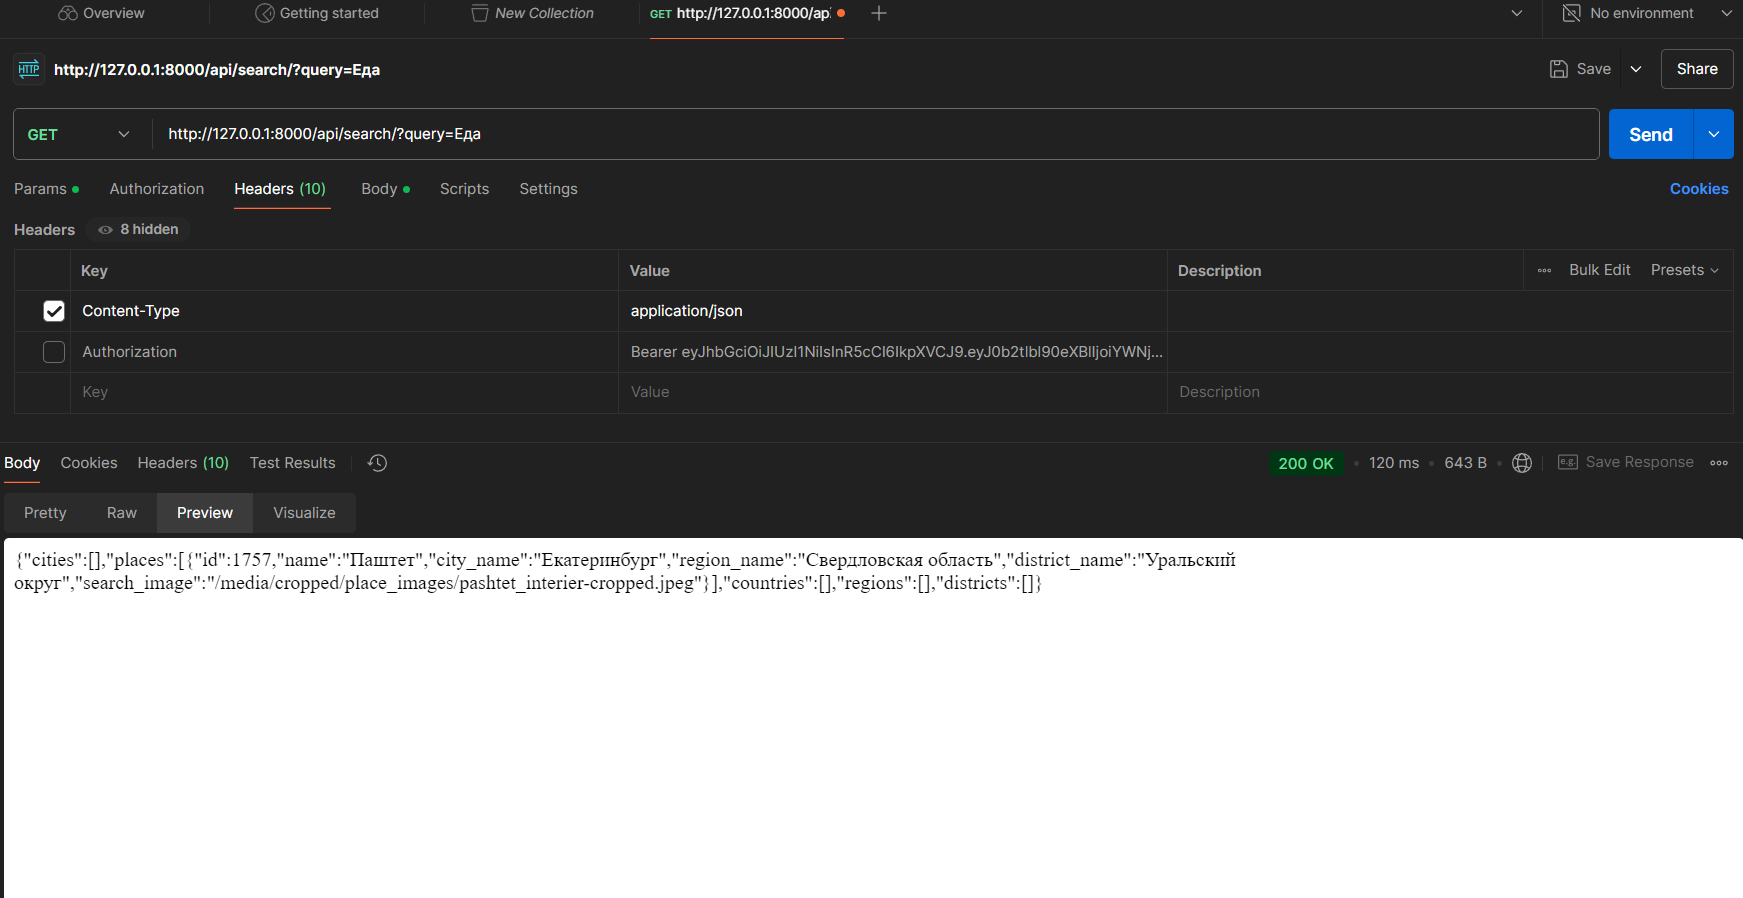 Overview
Getting started
New Collection
GET http://127.0.0.1:8000/ap
No environment
HTTP http://127.0.0.1:8000/api/search/?query=Еда
Save
Share
GET
http://127.0.0.1:8000/api/search/?query=Еда
Send
Params
Authorization
Headers (10)
Body
Scripts
Settings
Cookies
Headers
8 hidden
Key
Value
Description
Bulk Edit
Presets
Content-Type
application/json
Authorization
Key
Value
Description
Body
Cookies
Headers (10)
Test Results
200 OK
120 ms
643 B
e.g.
Save Response
Pretty
Raw
Preview
Visualize
{"cities":[],"places":[{"id":1757,"name":"Паштет","city_name":"Екатеринбург","region_name":"Свердловская область","district_name":"Уральский
округ","search_image":"/media/cropped/place_images/pashtet_interier-cropped.jpeg"}],"countries":[],"regions":[],"districts":[]}